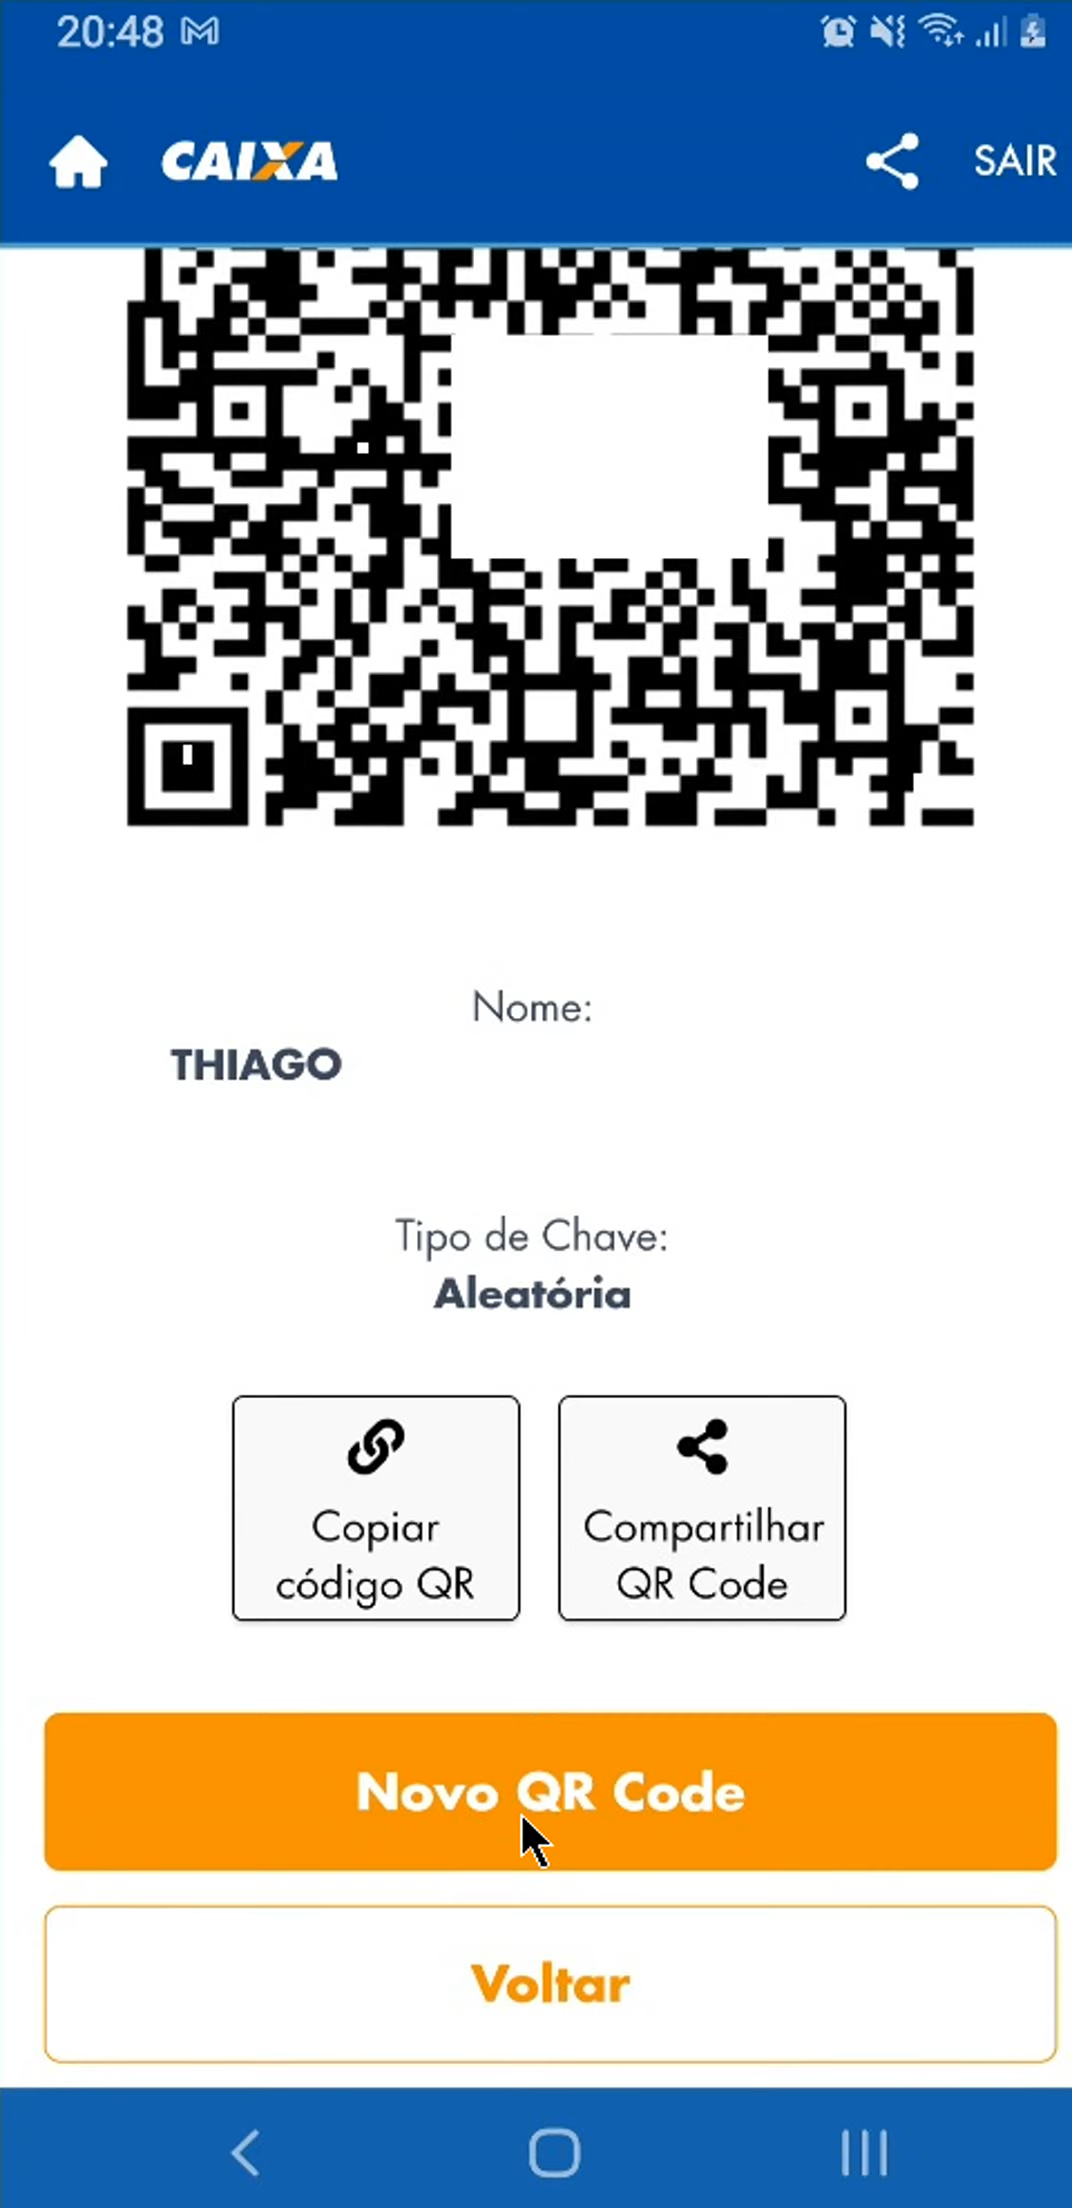 20:48
CAIXA
SAIR
Nome:
THIAGO
Tipo de Chave:
Aleatória
Copiar
código QR
Compartilhar
QR Code
Novo QR Code
Voltar